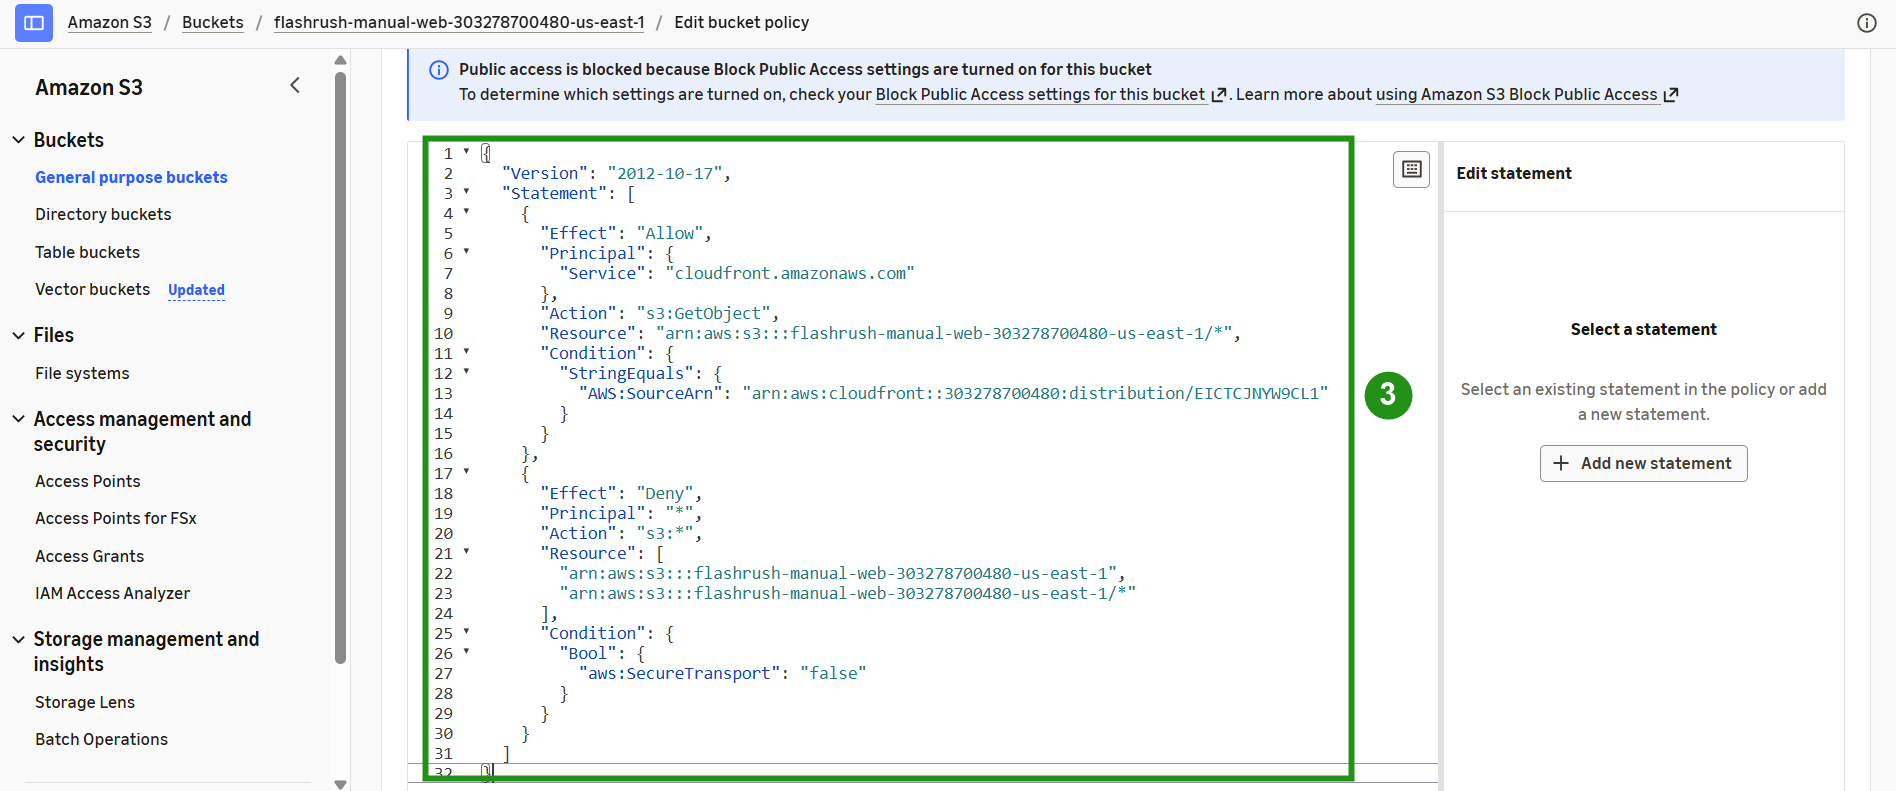 Amazon S3 / Buckets / flashrush-manual-web-303278700480-us-east-1 / Edit bucket policy
Amazon S3
Buckets
General purpose buckets
Directory buckets
Table buckets
Vector buckets Updated
Files
File systems
Access management and
security
Access Points
Access Points for FSx
Access Grants
IAM Access Analyzer
Storage management and
insights
Storage Lens
Batch Operations
Public access is blocked because Block Public Access settings are turned on for this bucket
To determine which settings are turned on, check your Block Public Access settings for this bucket. Learn more about using Amazon S3 Block Public Access
1 {
2 "Version": "2012-10-17",
3 "Statement": [
4 {
5 "Effect": "Allow",
6 "Principal": {
7 "Service": "cloudfront.amazonaws.com"
8 },
9 "Action": "s3:GetObject",
10 "Resource": "arn:aws:s3:::flashrush-manual-web-303278700480-us-east-1/*",
11 "Condition": {
12 "StringEquals": {
13 "AWS:SourceArn": "arn:aws:cloudfront::303278700480:distribution/EICTCJNYW9CL1"
14 }
15 }
16 },
17 {
18 "Effect": "Deny",
19 "Principal": "*",
20 "Action": "s3:*",
21 "Resource": [
22 "arn:aws:s3:::flashrush-manual-web-303278700480-us-east-1",
23 "arn:aws:s3:::flashrush-manual-web-303278700480-us-east-1/*"
24 ],
25 "Condition": {
26 "Bool": {
27 "aws:SecureTransport": "false"
28 }
29 }
30 }
31 ]
32 }
3
Edit statement
Select a statement
Select an existing statement in the policy or add
a new statement.
+ Add new statement